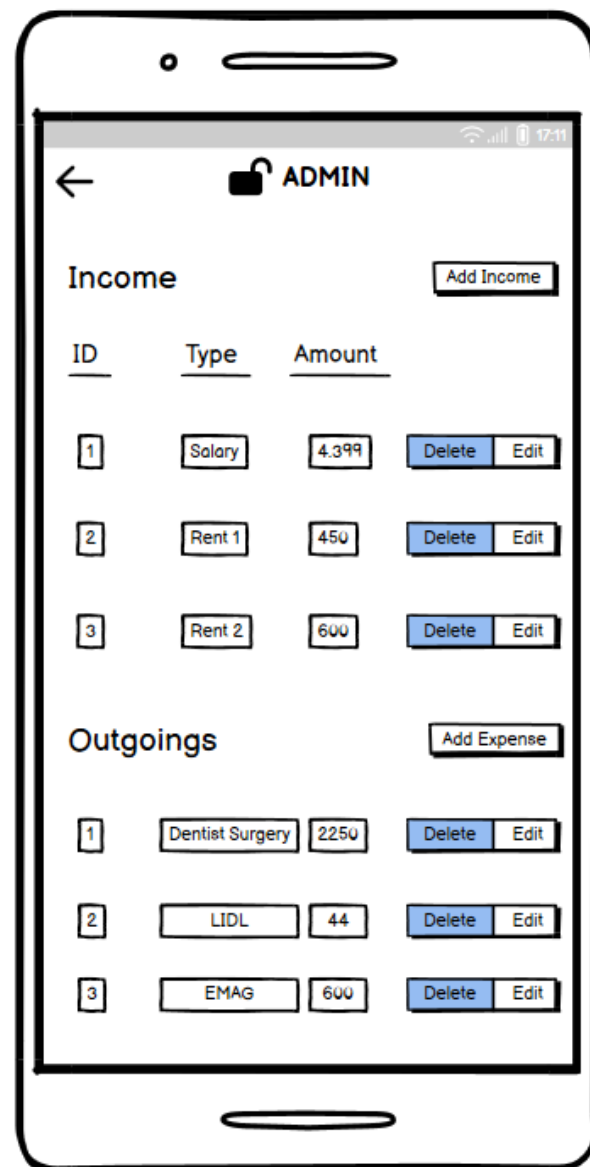 17:11
ADMIN
Income Add Income
ID Type Amount
1 Salary 4.399 Delete Edit
2 Rent 1 450 Delete Edit
3 Rent 2 600 Delete Edit
Outgoings Add Expense
1 Dentist Surgery 2250 Delete Edit
2 LIDL 44 Delete Edit
3 EMAG 600 Delete Edit